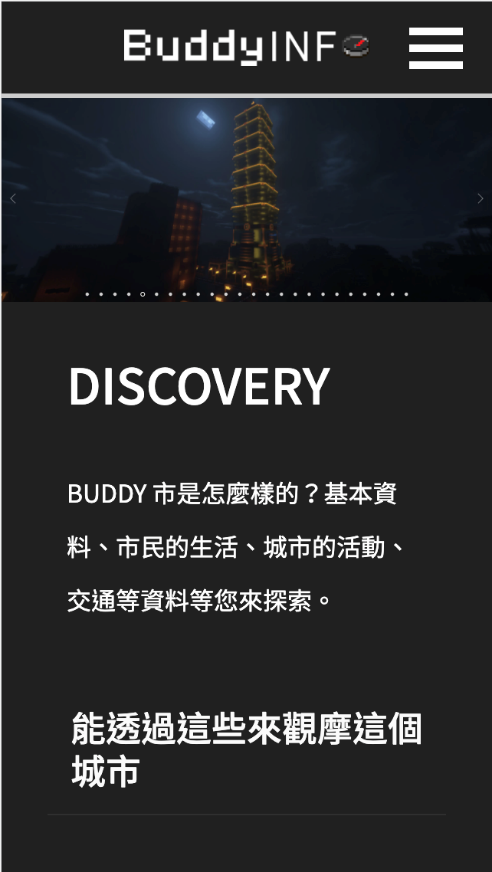 BuddyINFO
DISCOVERY
BUDDY 市是怎麼樣的？基本資
料、市民的生活、城市的活動、
交通等資料等您來探索。
能透過這些來觀摩這個
城市